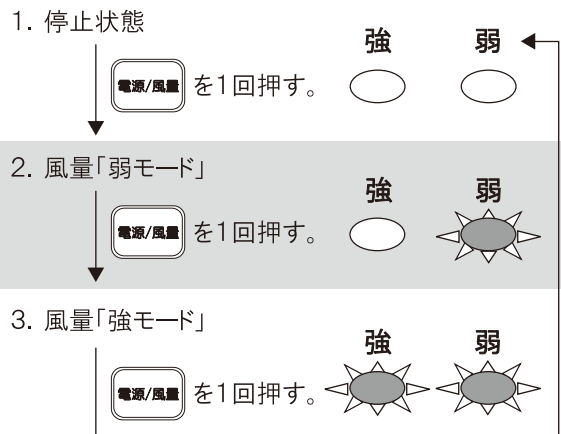 1. 停止状態
強 弱
電源/風量 を1回押す。
2. 風量「弱モード」
強 弱
電源/風量 を1回押す。
3. 風量「強モード」
強 弱
電源/風量 を1回押す。